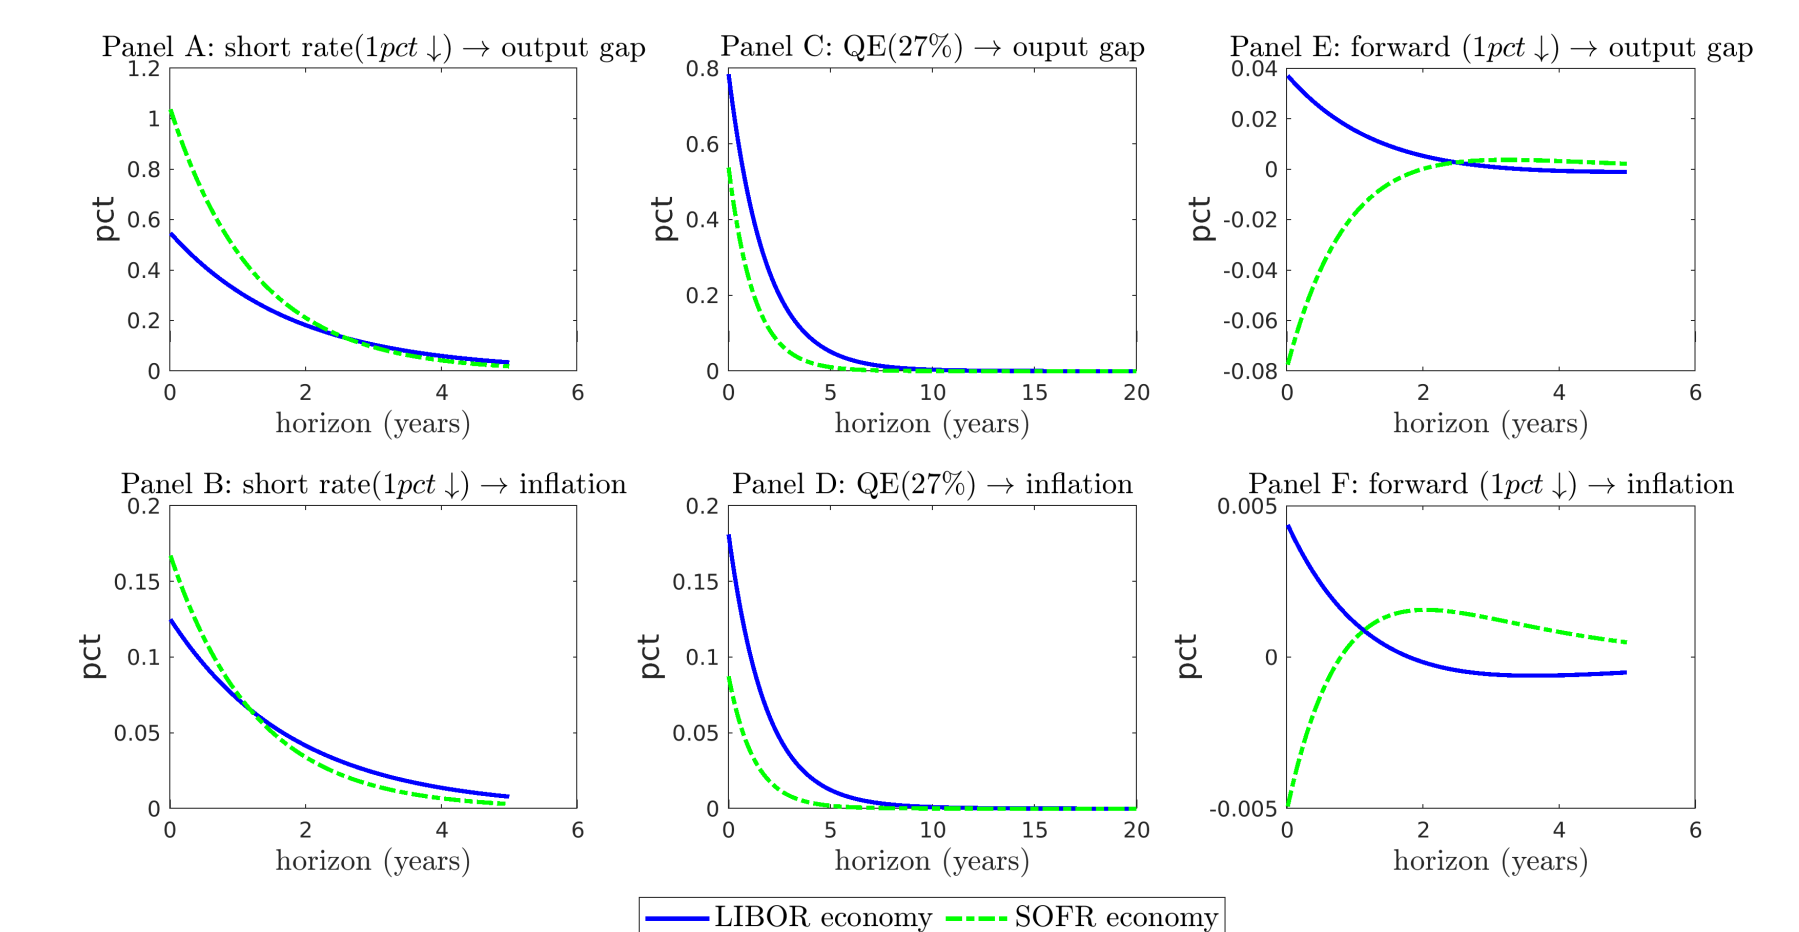 Panel A: short rate(1pct ↓) → output gap
1.2
1
0.8
0.6
0.4
0.2
0
pct
0 2 4 6
horizon (years)
Panel C: QE(27%) → ouput gap
0.8
0.6
0.4
0.2
0
pct
0 5 10 15 20
horizon (years)
Panel E: forward (1pct ↓) → output gap
0.04
0.02
0
-0.02
-0.04
-0.06
-0.08
pct
0 2 4 6
horizon (years)
Panel B: short rate(1pct ↓) → inflation
0.2
0.15
0.1
0.05
0
pct
0 2 4 6
horizon (years)
Panel D: QE(27%) → inflation
0.2
0.15
0.1
0.05
0
pct
0 5 10 15 20
horizon (years)
Panel F: forward (1pct ↓) → inflation
0.005
0
-0.005
pct
0 2 4 6
horizon (years)
LIBOR economy SOFR economy